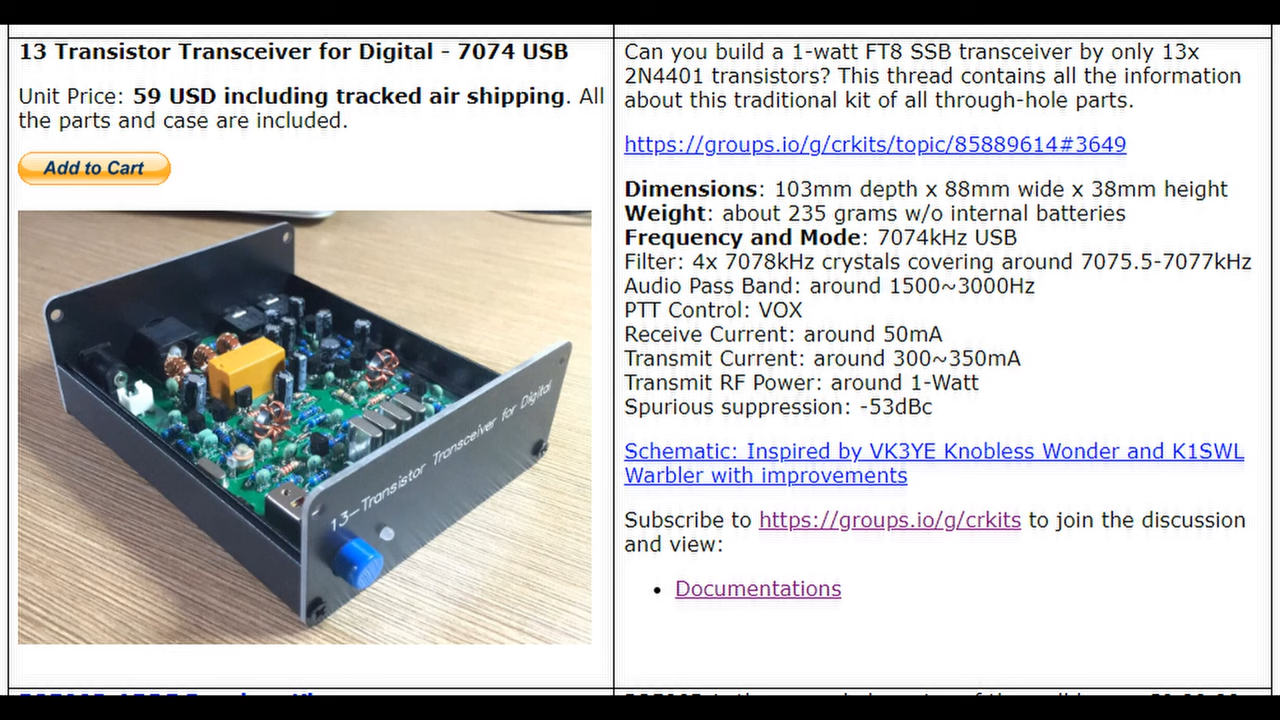 13 Transistor Transceiver for Digital - 7074 USB
Unit Price: 59 USD including tracked air shipping. All
the parts and case are included.
Add to Cart
13-Transistor Transceiver for Digital
Can you build a 1-watt FT8 SSB transceiver by only 13x
2N4401 transistors? This thread contains all the information
about this traditional kit of all through-hole parts.
https://groups.io/g/crkits/topic/85889614#3649
Dimensions: 103mm depth x 88mm wide x 38mm height
Weight: about 235 grams w/o internal batteries
Frequency and Mode: 7074kHz USB
Filter: 4x 7078kHz crystals covering around 7075.5-7077kHz
Audio Pass Band: around 1500~3000Hz
PTT Control: VOX
Receive Current: around 50mA
Transmit Current: around 300~350mA
Transmit RF Power: around 1-Watt
Spurious suppression: -53dBc
Schematic: Inspired by VK3YE Knobless Wonder and K1SWL
Warbler with improvements
Subscribe to https://groups.io/g/crkits to join the discussion
and view:
• Documentations